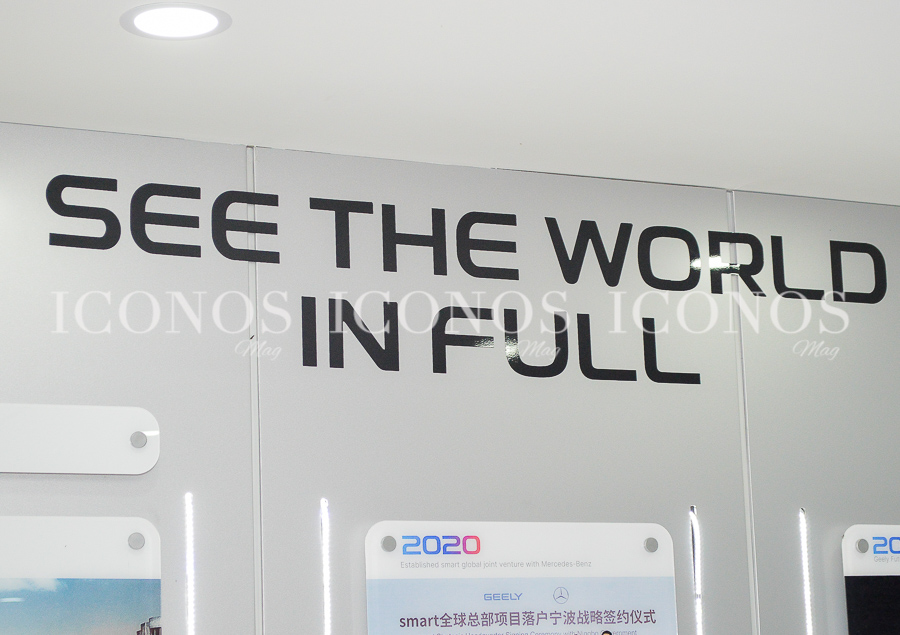 SEE THE WORLD
IN FULL
ICONOS ICONOS ICONOS
Mag Mag Mag
2020
Established smart global joint venture with Mercedes-Benz
GEELY
smart全球总部项目落户宁波战略签约仪式
20
Geely